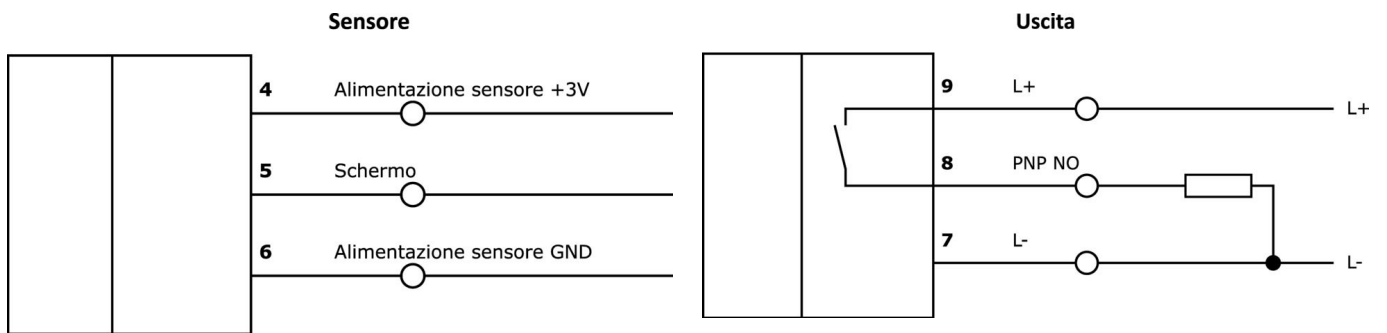 Sensore
4 Alimentazione sensore +3V
5 Schermo
6 Alimentazione sensore GND
Uscita
9 L+
L+
8 PNP NO
7 L-
L-